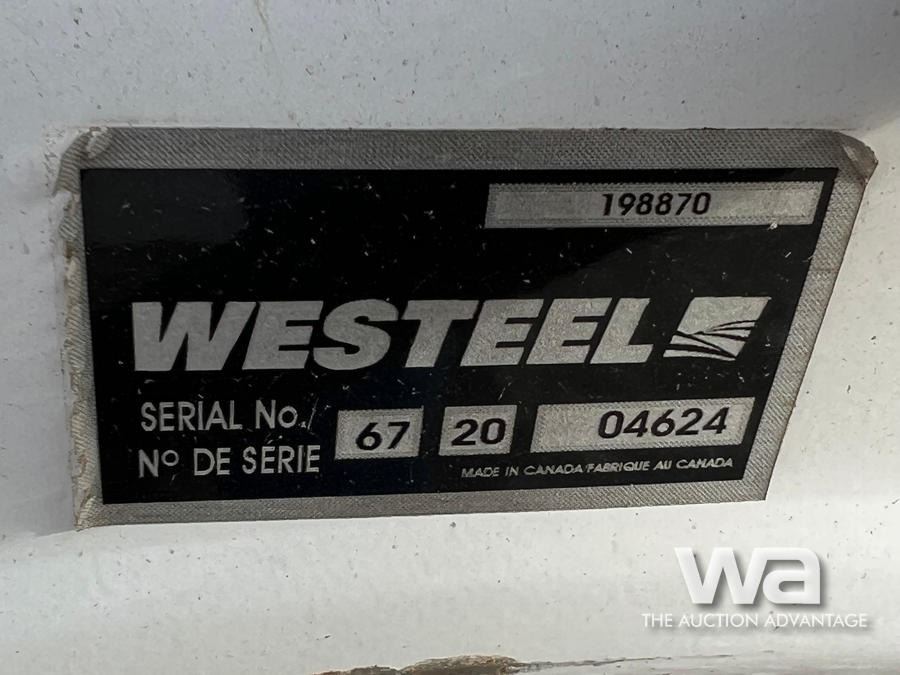 198870
WESTEEL
SERIAL No./
Nº DE SÉRIE
67 20 04624
MADE IN CANADA/FABRIQUÉ AU CANADA
wa
THE AUCTION ADVANTAGE